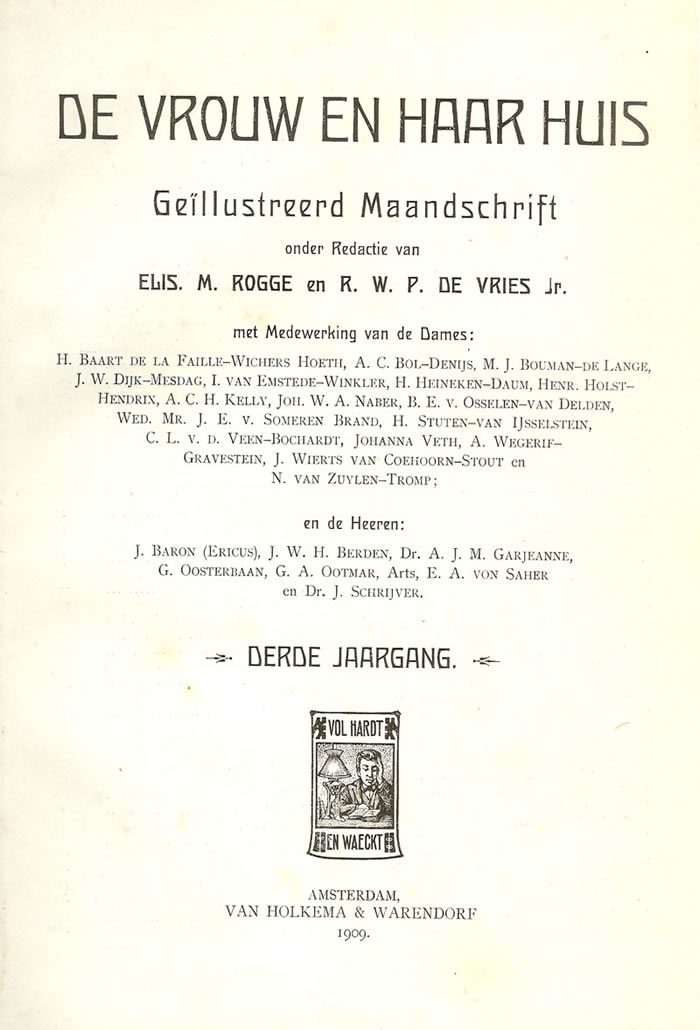 DE VROUW EN HAAR HUIS
Geïllustreerd Maandschrift
onder Redactie van
ELIS. M. ROGGE en R. W. P. DE VRIES Jr.
met Medewerking van de Dames:
H. BAART DE LA FAILLE–WICHERS HOETH, A. C. BOL–DENIJS, M. J. BOUMAN–DE LANGE,
J. W. DIJK–MESDAG, I. VAN EMSTEDE–WINKLER, H. HEINEKEN–DAUM, HENR. HOLST–
HENDRIX, A. C. H. KELLY, JOH. W. A. NABER, B. E. v. OSSELEN–VAN DELDEN,
WED. MR. J. E. v. SOMEREN BRAND, H. STUTEN–VAN IJSSELSTEIN,
C. L. v. D. VEEN–BOCHARDT, JOHANNA VETH, A. WEGERIF–
GRAVESTEIN, J. WIERTS VAN COEHOORN–STOUT en
N. VAN ZUYLEN–TROMP;
en de Heeren:
J. BARON (ERICUS), J. W. H. BERDEN, Dr. A. J. M. GARJEANNE,
G. OOSTERBAAN, G. A. OOTMAR, Arts, E. A. VON SAHER
en Dr. J. SCHRIJVER.
DERDE JAARGANG.
VOL HARDT
EN WAECKT
AMSTERDAM,
VAN HOLKEMA & WARENDORF
1909.